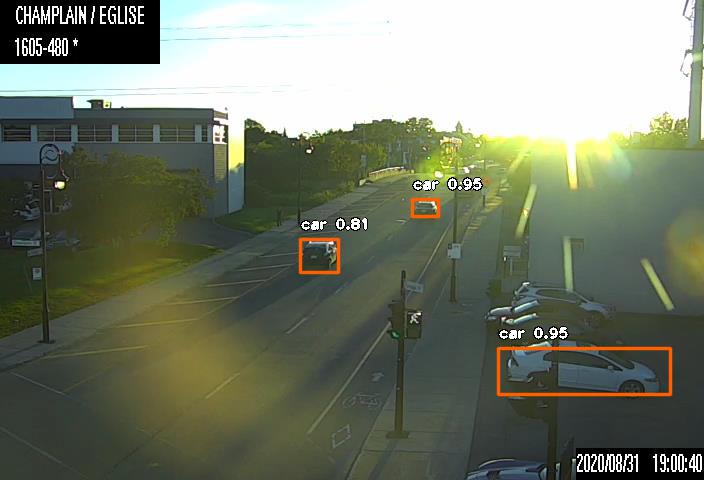 CHAMPLAIN / EGLISE
1605-480 *
car 0.95
car 0.81
car 0.95
2020/08/31 19:00:40